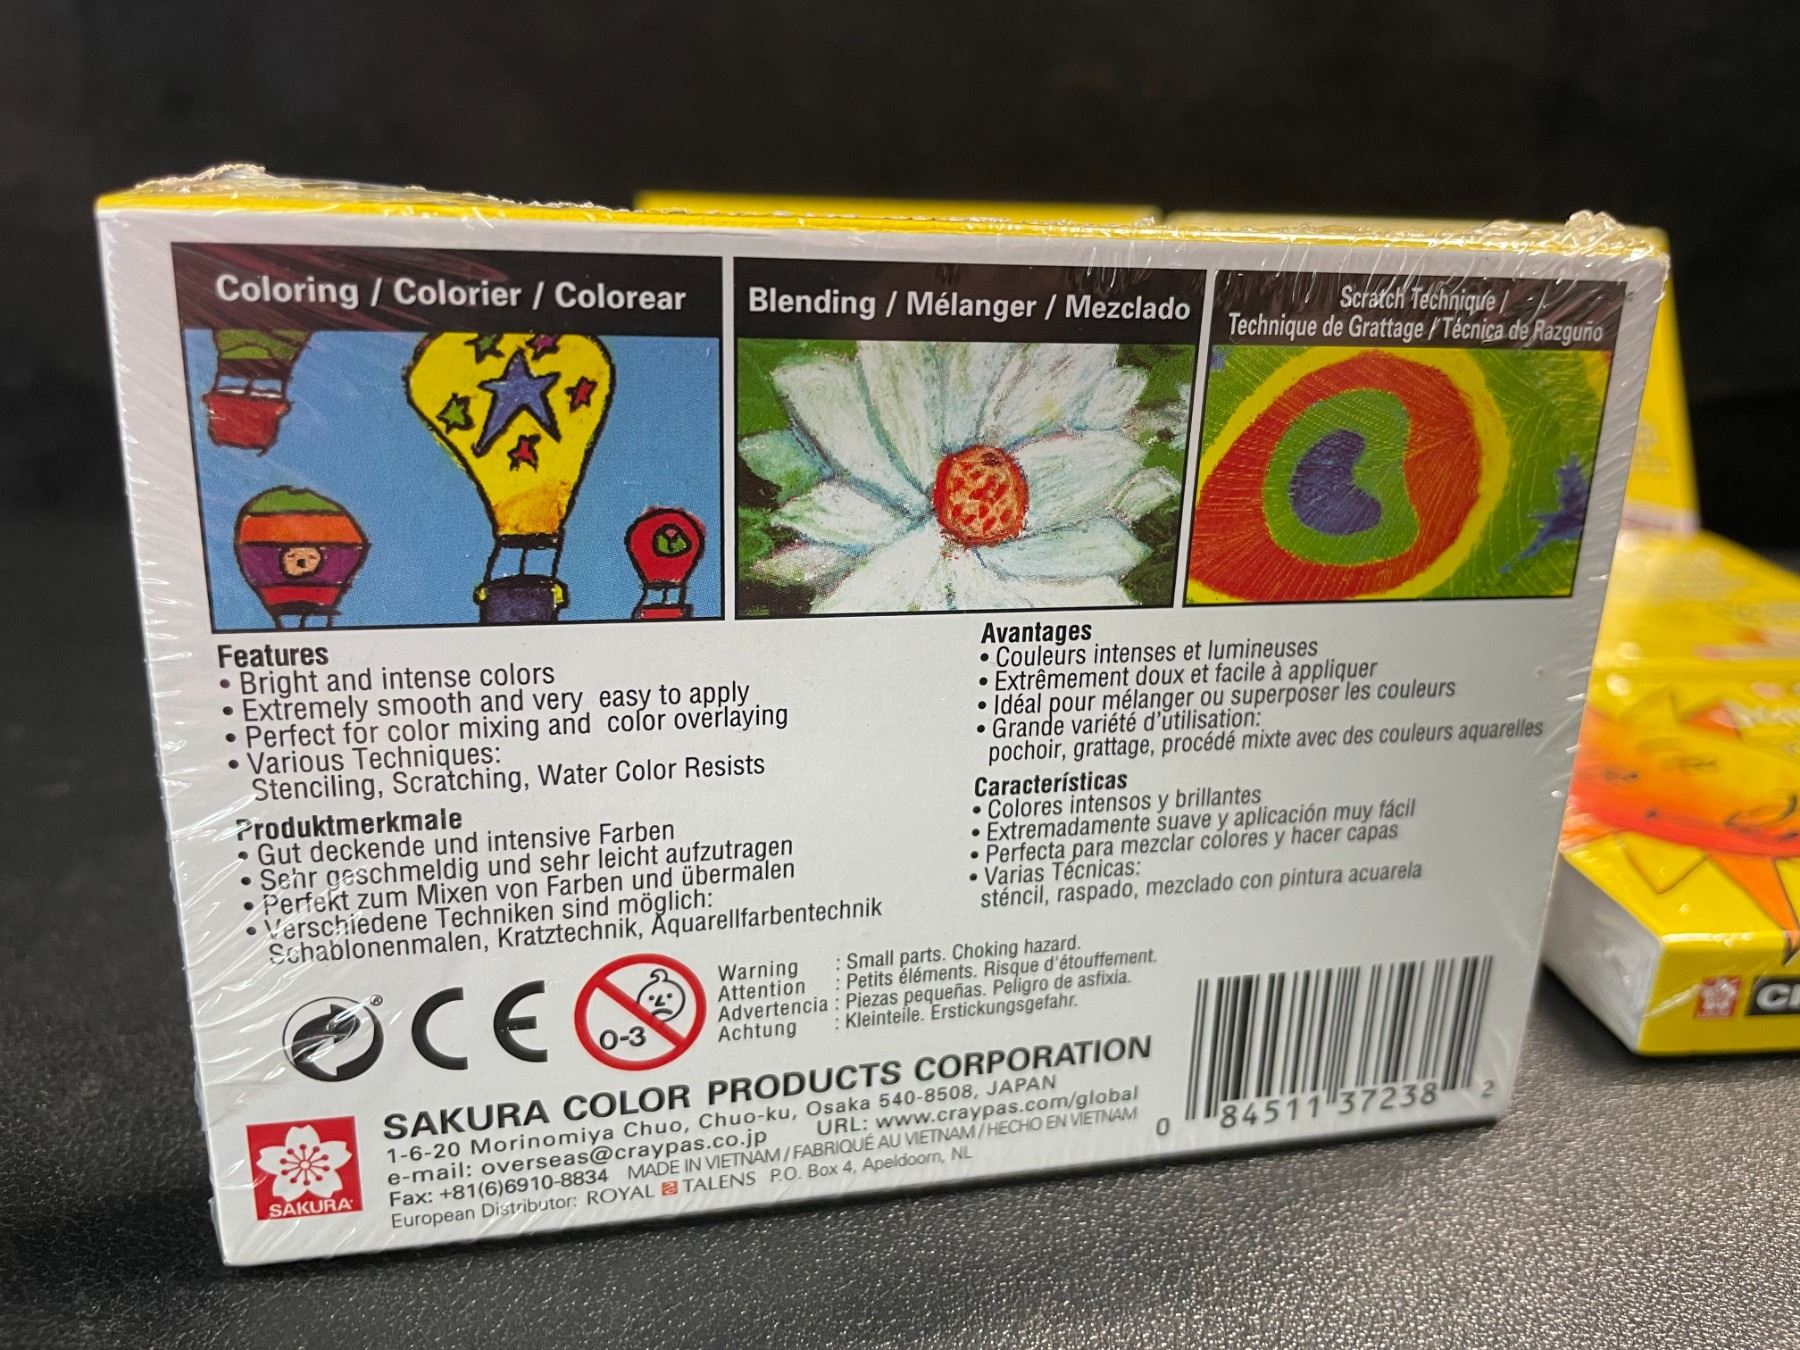 Coloring / Colorier / Colorear
Blending / Mélanger / Mezclado
Scratch Technique /
Technique de Grattage / Técnica de Razguño
Features
• Bright and intense colors
• Extremely smooth and very easy to apply
• Perfect for color mixing and color overlaying
• Various Techniques:
Stenciling, Scratching, Water Color Resists
Produktmerkmale
• Gut deckende und intensive Farben
• Sehr geschmeldig und sehr leicht aufzutragen
• Perfekt zum Mixen von Farben und übermalen
• Verschiedene Techniken sind möglich:
Schablonenmalen, Kratztechnik, Aquarellfarbentechnik
Avantages
• Couleurs intenses et lumineuses
• Extrêmement doux et facile à appliquer
• Idéal pour mélanger ou superposer les couleurs
• Grande variété d'utilisation:
pochoir, grattage, procédé mixte avec des couleurs aquarelles
Características
• Colores intensos y brillantes
• Extremadamente suave y aplicación muy fácil
• Perfecta para mezclar colores y hacer capas
• Varias Técnicas:
sténcil, raspado, mezclado con pintura acuarela
® CE 0-3
Warning : Small parts. Choking hazard.
Attention : Petits éléments. Risque d'étouffement.
Advertencia : Piezas pequeñas. Peligro de asfixia.
Achtung : Kleinteile. Erstickungsgefahr.
SAKURA
SAKURA COLOR PRODUCTS CORPORATION
1-6-20 Morinomiya Chuo, Chuo-ku, Osaka 540-8508, JAPAN
e-mail: overseas@craypas.co.jp URL: www.craypas.com/global
Fax: +81(6)6910-8834 MADE IN VIETNAM / FABRIQUÉ AU VIETNAM / HECHO EN VIETNAM
European Distributor: ROYAL TALENS P.O. Box 4, Apeldoorn, NL
0 84511 37238 2